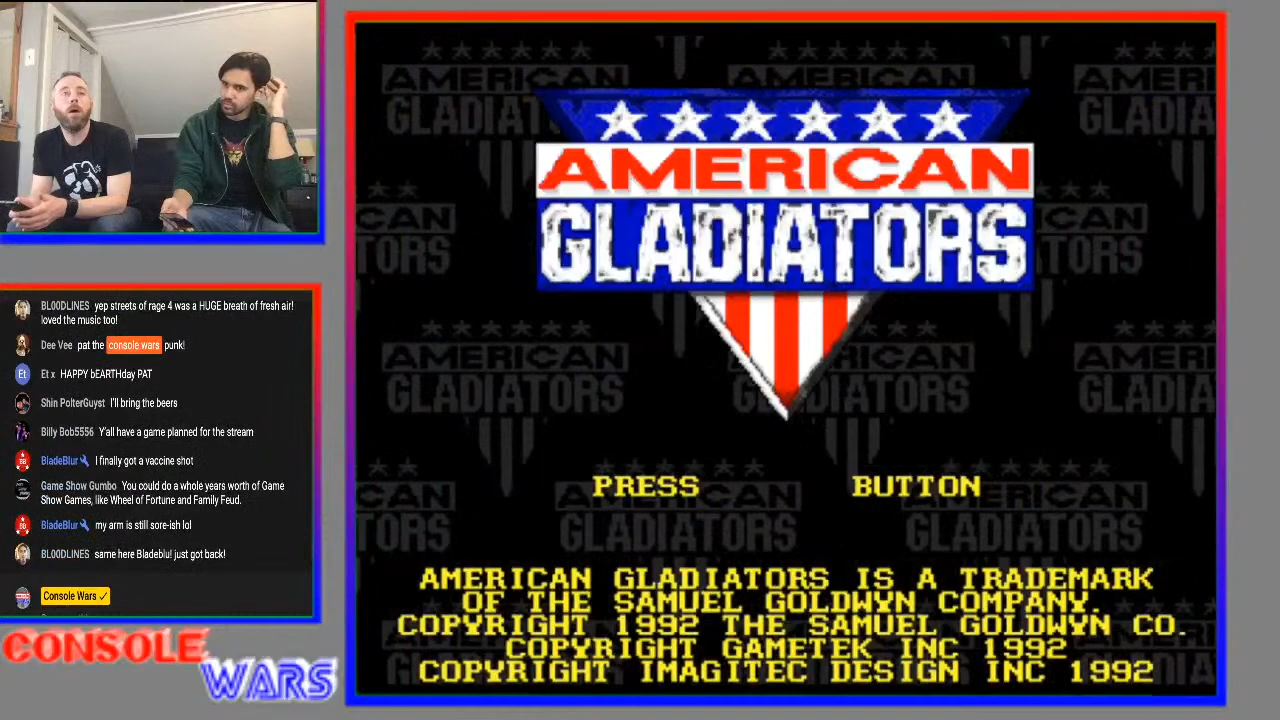 BL00DLINES yep streets of rage 4 was a HUGE breath of fresh air!
loved the music too!
Dee Vee pat the console wars punk!
Et
Et x HAPPY bEARTHday PAT
Shin PolterGuyst I'll bring the beers
Billy Bob5556 Y'all have a game planned for the stream
BladeBlur I finally got a vaccine shot
Game Show Gumbo You could do a whole years worth of Game
Show Games, like Wheel of Fortune and Family Feud.
BladeBlur my arm is still sore-ish lol
BL00DLINES same here Bladeblu! just got back!
Console Wars
CONSOLE
WARS
AMERICAN
GLADIATORS
PRESS BUTTON
AMERICAN GLADIATORS IS A TRADEMARK
OF THE SAMUEL GOLDWYN COMPANY.
COPYRIGHT 1992 THE SAMUEL GOLDWYN CO.
COPYRIGHT GAMETEK INC 1992
COPYRIGHT IMAGITEC DESIGN INC 1992